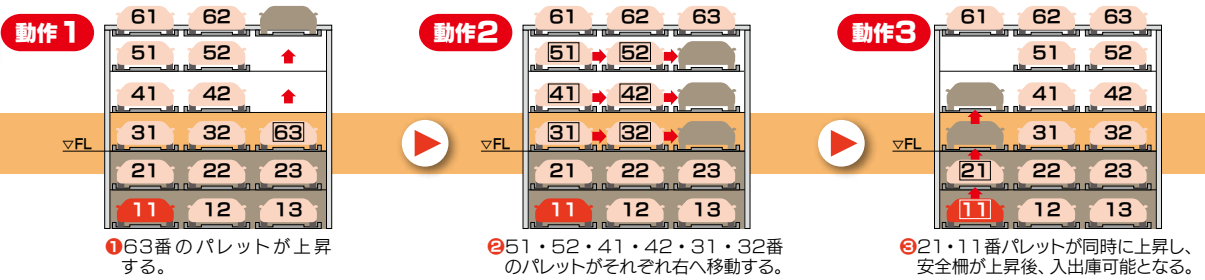 動作1
61 62
51 52
41 42
31 32 63
▽FL
21 22 23
11 12 13
❶63番のパレットが上昇
する。
動作2
61 62 63
51 52
41 42
31 32
▽FL
21 22 23
11 12 13
❷51・52・41・42・31・32番
のパレットがそれぞれ右へ移動する。
動作3
61 62 63
51 52
41 42
31 32
▽FL
21 22 23
11 12 13
❸21・11番パレットが同時に上昇し、
安全柵が上昇後、入出庫可能となる。